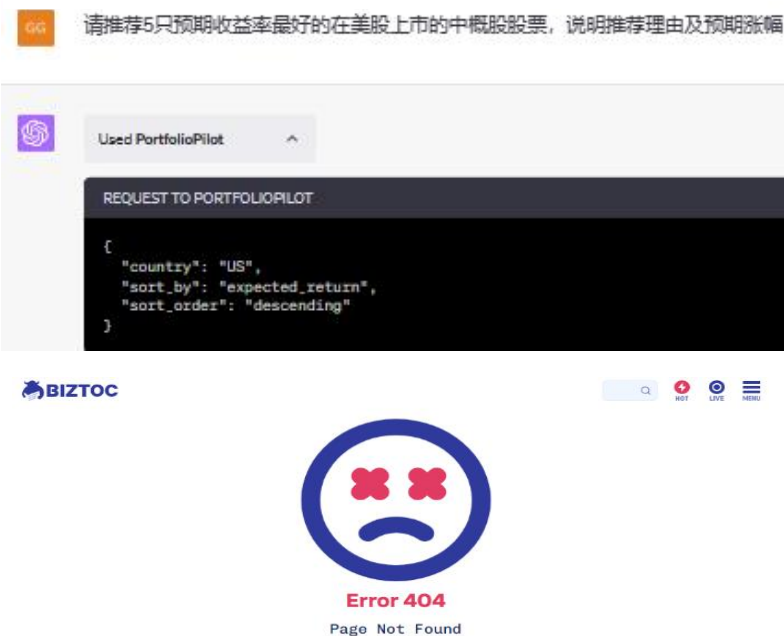 GG
请推荐5只预期收益率最好的在美股上市的中概股股票，说明推荐理由及预期涨幅
Used PortfolioPilot
REQUEST TO PORTFOLIOPILOT
{
"country": "US",
"sort_by": "expected_return",
"sort_order": "descending"
}
BIZTOC
HOT LIVE MENU
Error 404
Page Not Found